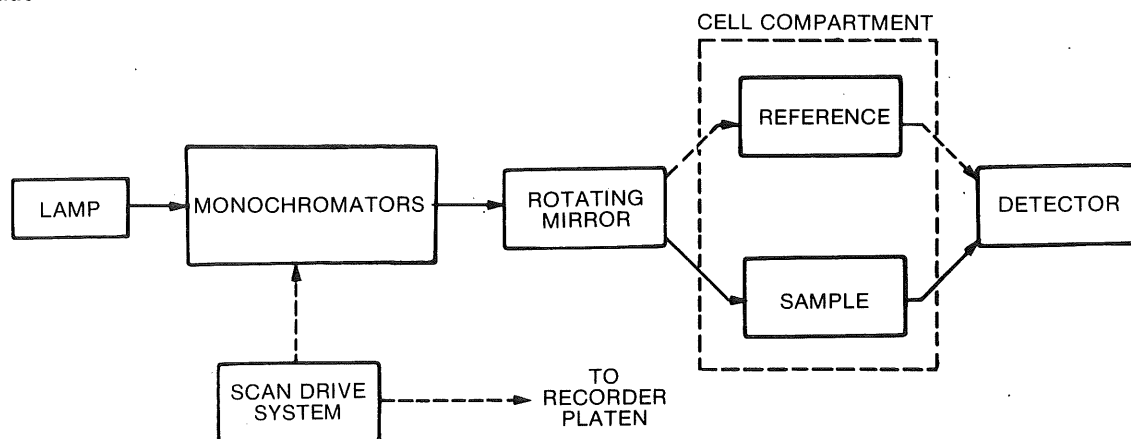 CELL COMPARTMENT
REFERENCE
LAMP
MONOCHROMATORS
ROTATING
MIRROR
DETECTOR
SAMPLE
SCAN DRIVE
SYSTEM
TO
RECORDER
PLATEN